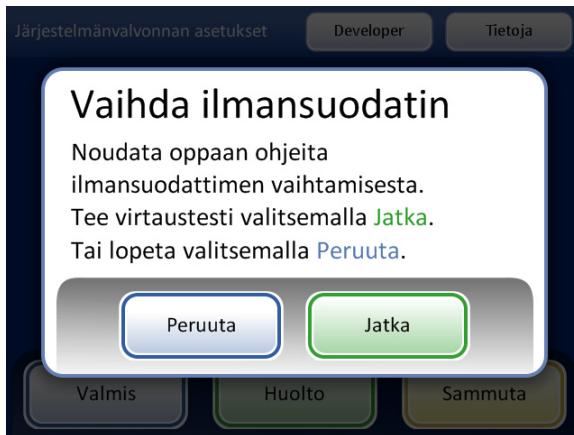 Järjestelmänvalvonnan asetukset Developer Tietoja
Vaihda ilmansuodatin
Noudata oppaan ohjeita
ilmansuodattimen vaihtamisesta.
Tee virtaustesti valitsemalla Jatka.
Tai lopeta valitsemalla Peruuta.
Peruuta Jatka
Valmis Huolto Sammuta